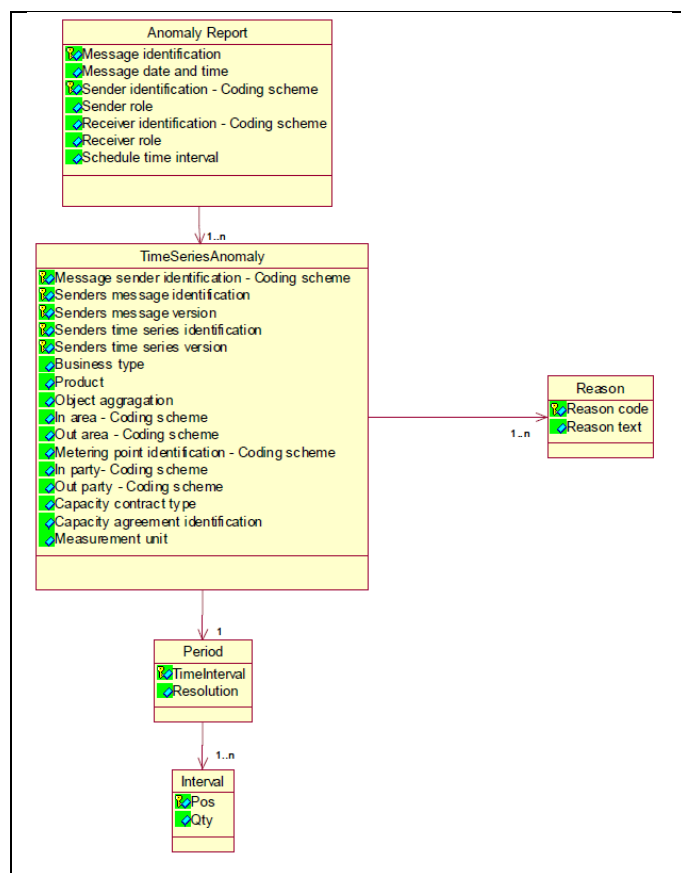 Anomaly Report
Message identification
Message date and time
Sender identification - Coding scheme
Sender role
Receiver identification - Coding scheme
Receiver role
Schedule time interval
1..n
TimeSeriesAnomaly
Message sender identification - Coding scheme
Senders message identification
Senders message version
Senders time series identification
Senders time series version
Business type
Product
Object aggragation
In area - Coding scheme
Out area - Coding scheme
Metering point identification - Coding scheme
In party- Coding scheme
Out party - Coding scheme
Capacity contract type
Capacity agreement identification
Measurement unit
Reason
Reason code
Reason text
1..n
1
Period
TimeInterval
Resolution
1..n
Interval
Pos
Qty